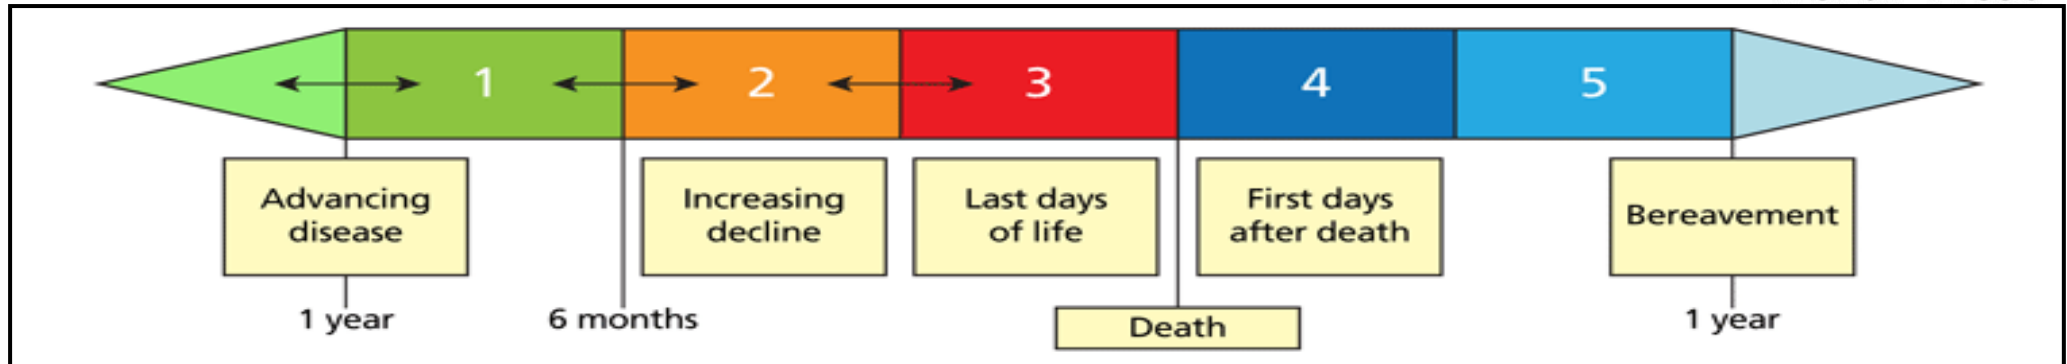 1
2
3
4
5
Advancing
disease
Increasing
decline
Last days
of life
First days
after death
Bereavement
1 year
6 months
Death
1 year